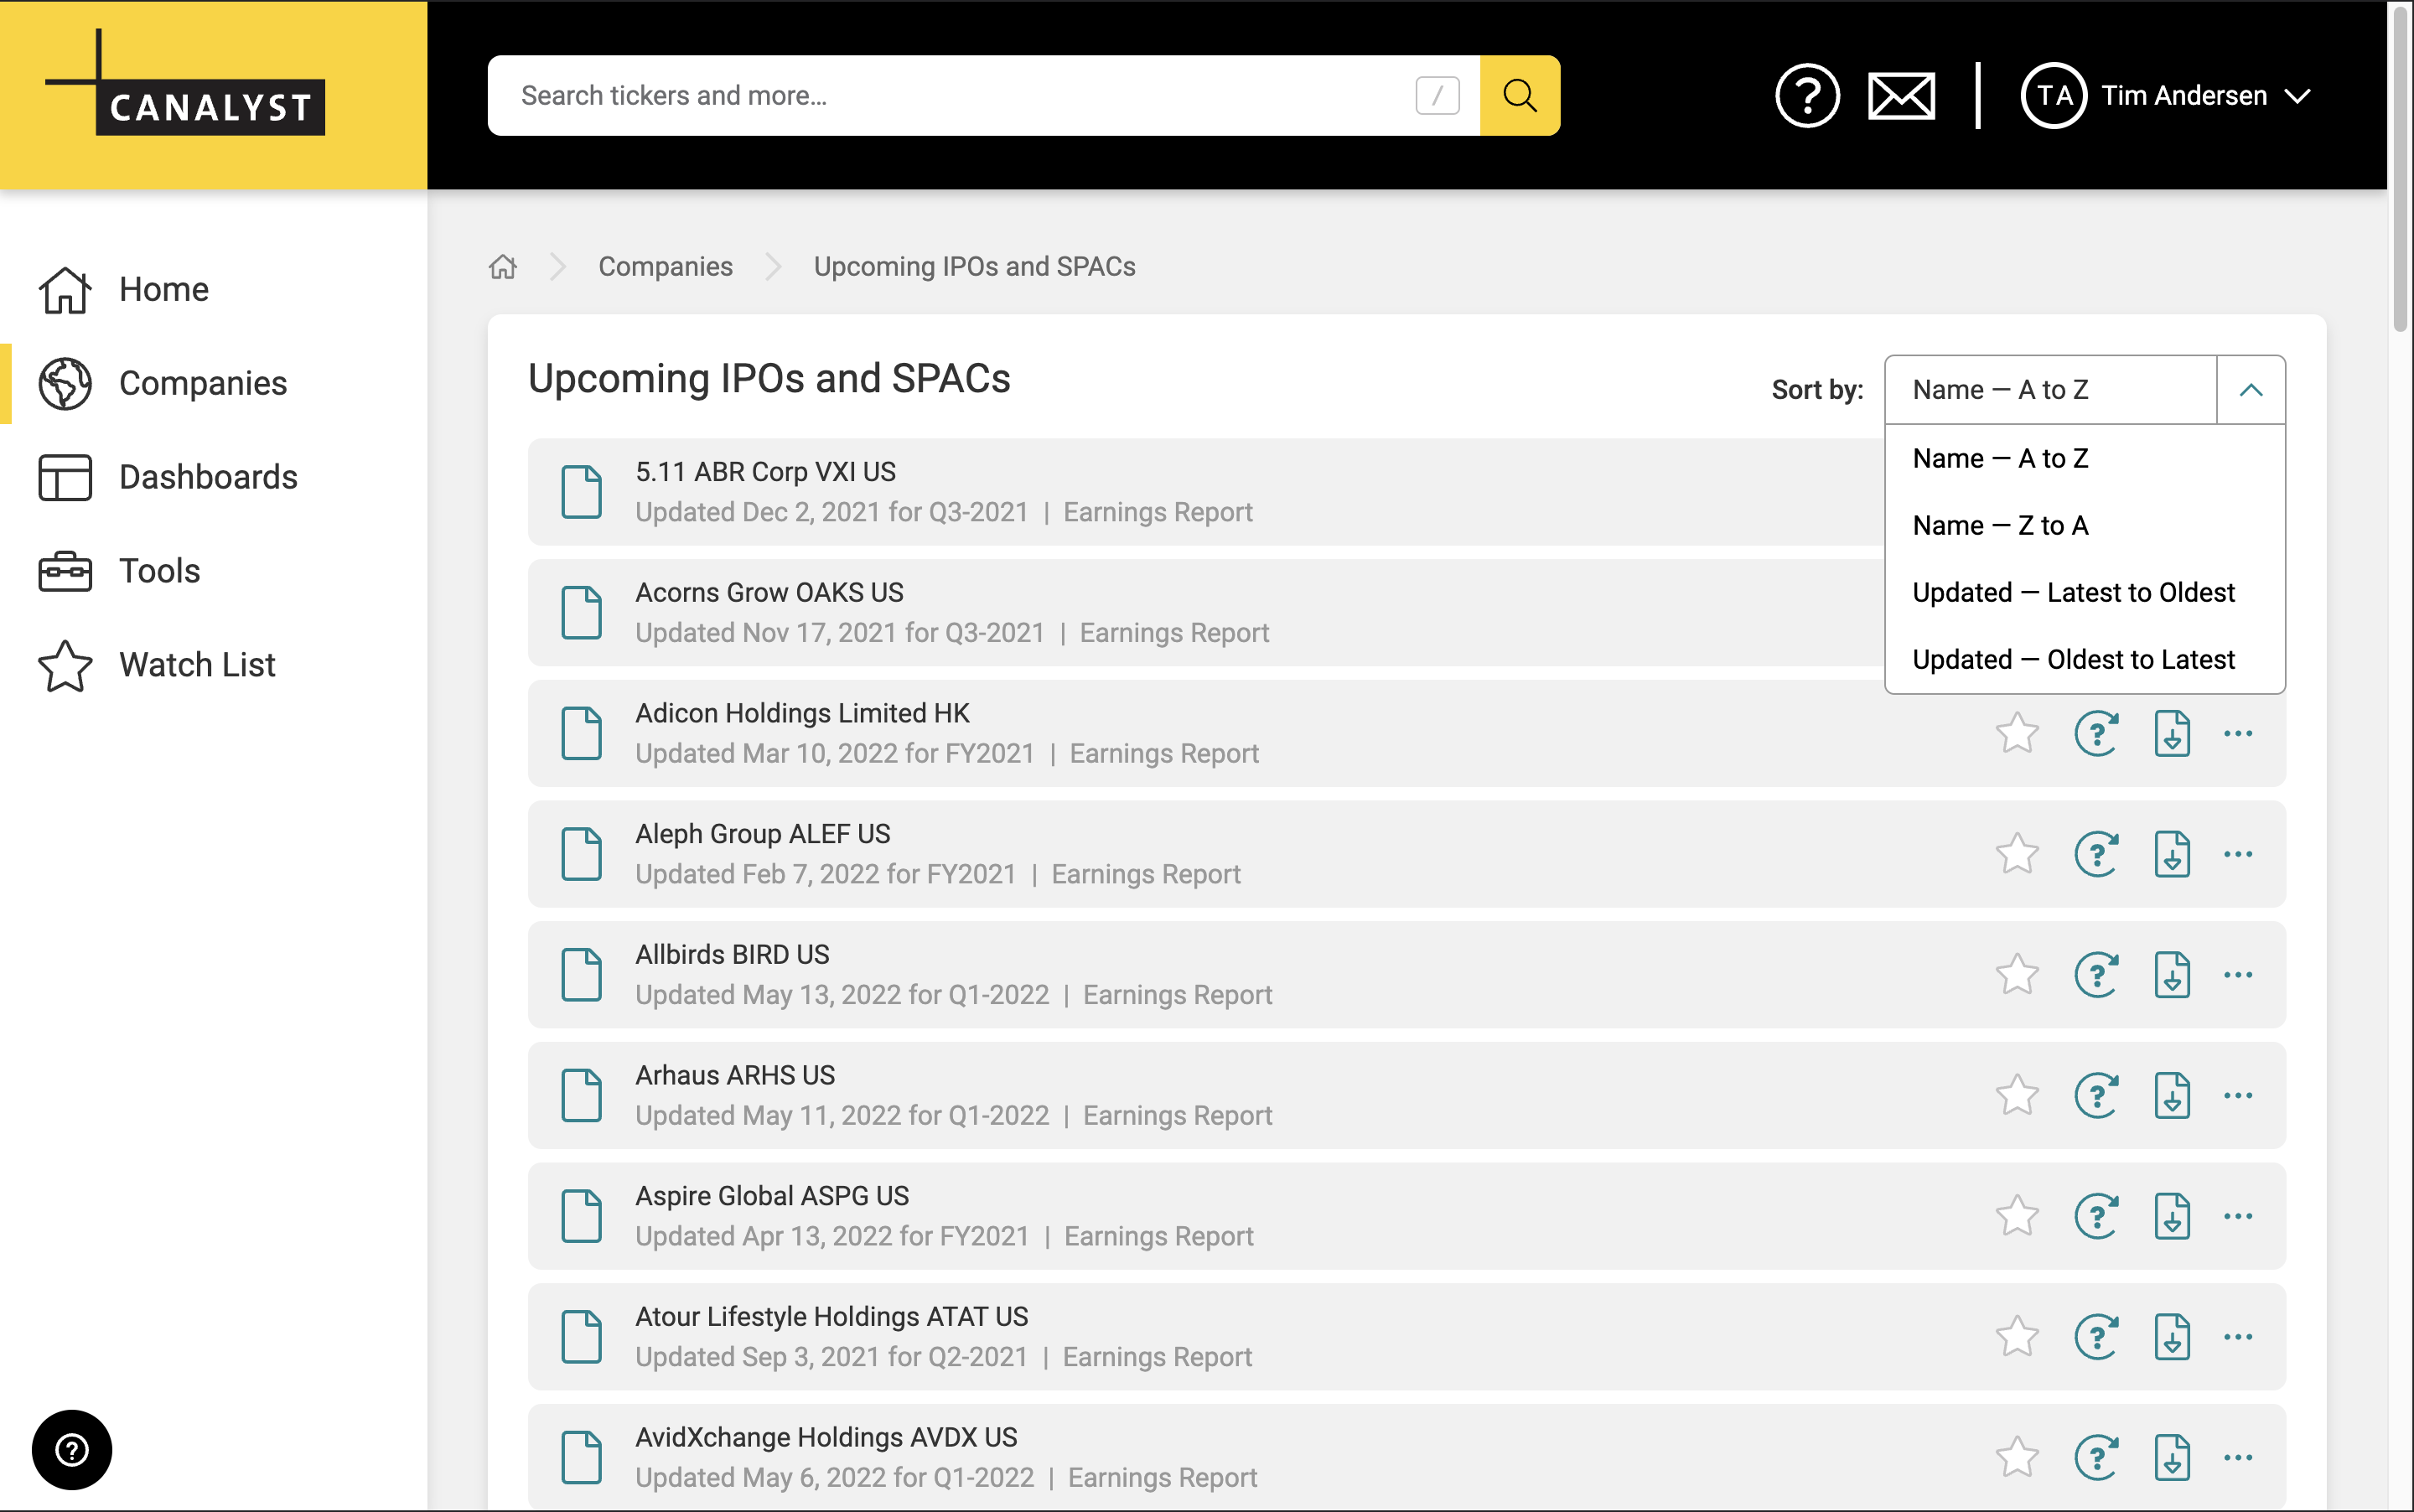 CANALYST
Search tickers and more...
/
?
TA
Tim Andersen
Home
Companies
Dashboards
Tools
Watch List
Companies
Upcoming IPOs and SPACs
Upcoming IPOs and SPACs
Sort by:
Name — A to Z
Name — A to Z
Name — Z to A
Updated — Latest to Oldest
Updated — Oldest to Latest
5.11 ABR Corp VXI US
Updated Dec 2, 2021 for Q3-2021 | Earnings Report
Acorns Grow OAKS US
Updated Nov 17, 2021 for Q3-2021 | Earnings Report
Adicon Holdings Limited HK
Updated Mar 10, 2022 for FY2021 | Earnings Report
?
Aleph Group ALEF US
Updated Feb 7, 2022 for FY2021 | Earnings Report
?
Allbirds BIRD US
Updated May 13, 2022 for Q1-2022 | Earnings Report
?
Arhaus ARHS US
Updated May 11, 2022 for Q1-2022 | Earnings Report
?
Aspire Global ASPG US
Updated Apr 13, 2022 for FY2021 | Earnings Report
?
Atour Lifestyle Holdings ATAT US
Updated Sep 3, 2021 for Q2-2021 | Earnings Report
?
AvidXchange Holdings AVDX US
Updated May 6, 2022 for Q1-2022 | Earnings Report
?
?